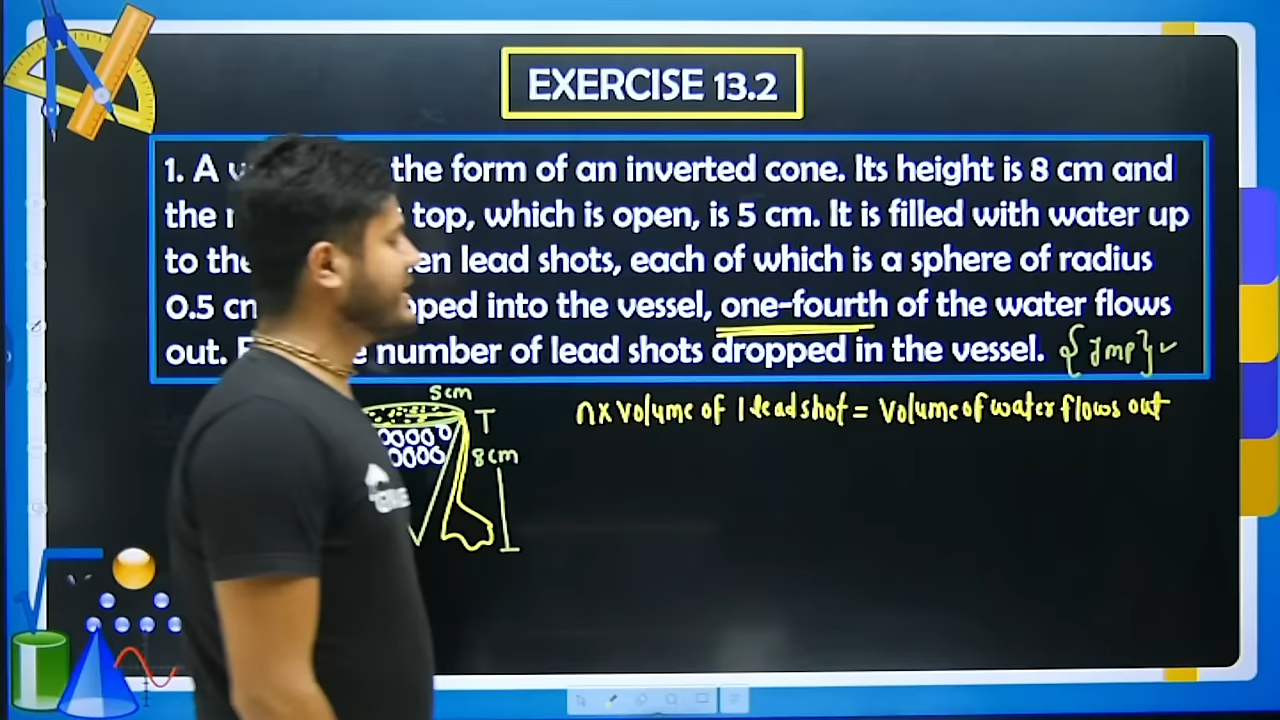 EXERCISE 13.2
1. A the form of an inverted cone. Its height is 8 cm and
the top, which is open, is 5 cm. It is filled with water up
to the lead shots, each of which is a sphere of radius
0.5 into the vessel, one-fourth of the water flows
out. number of lead shots dropped in the vessel. {Imp}
5cm
n x volume of 1 lead shot = Volume of water flows out
8cm